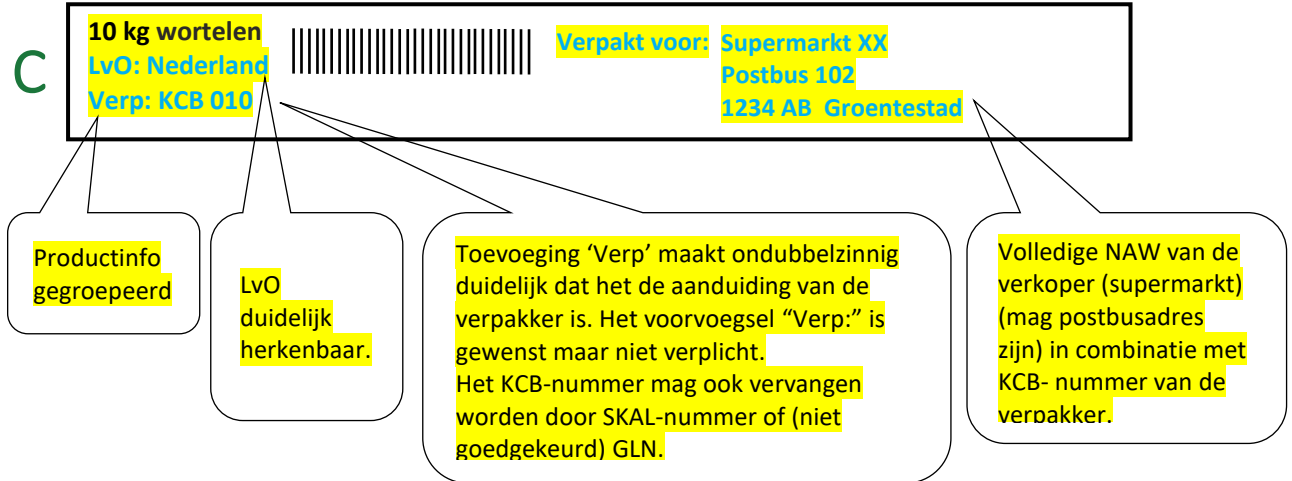 C
10 kg wortelen
LvO: Nederland
Verp: KCB 010
Verpakt voor: Supermarkt XX
Postbus 102
1234 AB Groentestad
Productinfo
gegroepeerd
LvO
duidelijk
herkenbaar.
Toevoeging ‘Verp’ maakt ondubbelzinnig
duidelijk dat het de aanduiding van de
verpakker is. Het voorvoegsel “Verp:” is
gewenst maar niet verplicht.
Het KCB-nummer mag ook vervangen
worden door SKAL-nummer of (niet
goedgekeurd) GLN.
Volledige NAW van de
verkoper (supermarkt)
(mag postbusadres
zijn) in combinatie met
KCB- nummer van de
verpakker.